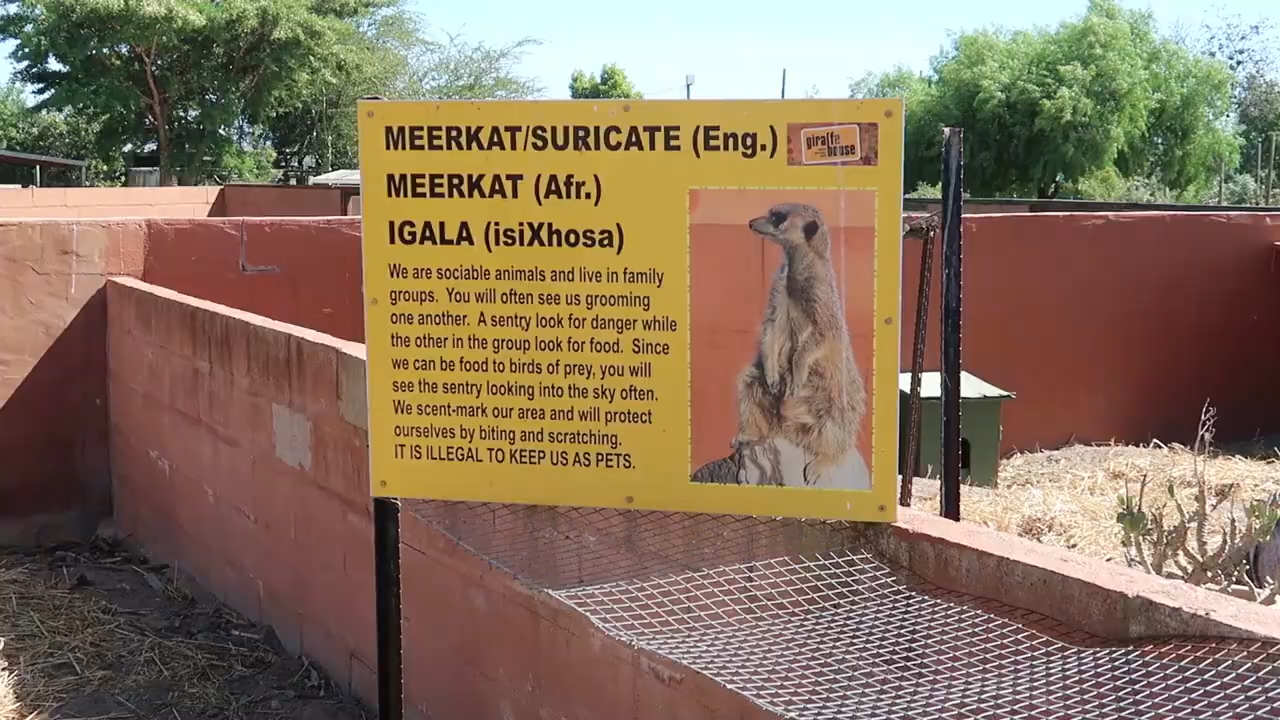 MEERKAT/SURICATE (Eng.)
giraffe
house
MEERKAT (Afr.)
IGALA (isiXhosa)
We are sociable animals and live in family
groups. You will often see us grooming
one another. A sentry look for danger while
the other in the group look for food. Since
we can be food to birds of prey, you will
see the sentry looking into the sky often.
We scent-mark our area and will protect
ourselves by biting and scratching.
IT IS ILLEGAL TO KEEP US AS PETS.